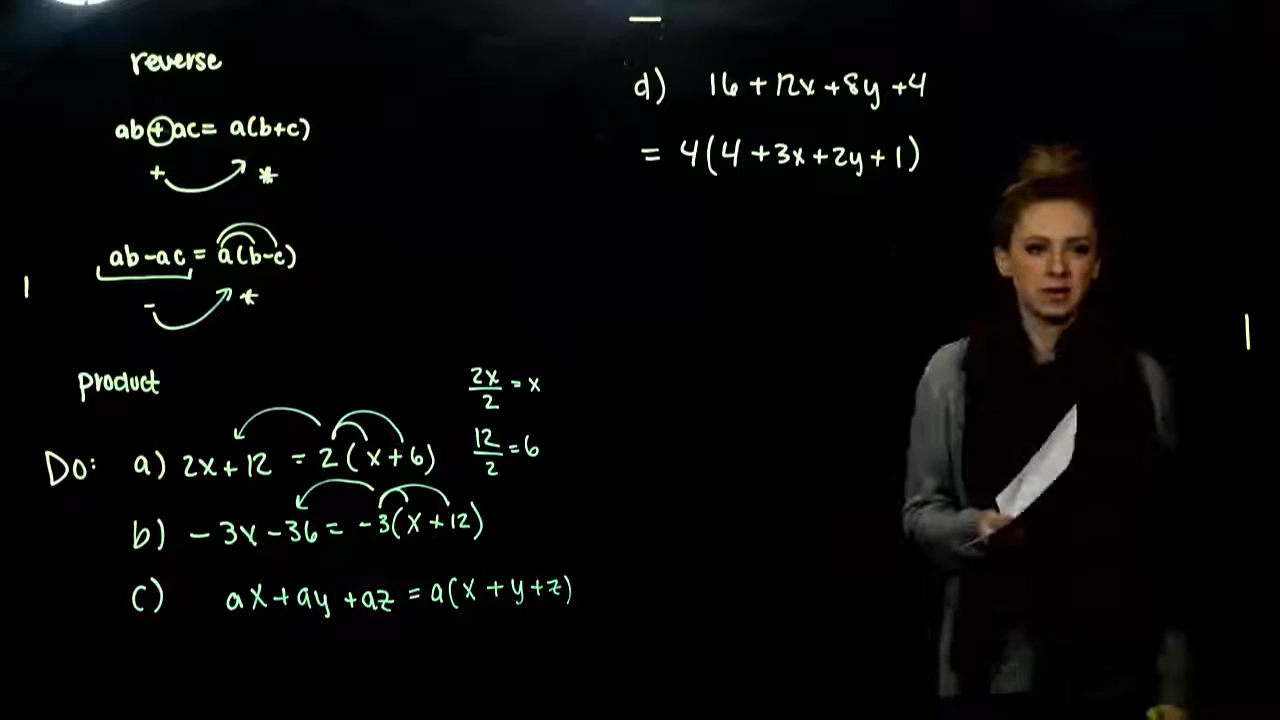 reverse
ab + ac = a(b+c)
+ *
ab - ac = a(b-c)
- *
product
2x/2 = x
12/2 = 6
Do: a) 2x + 12 = 2(x+6)
b) -3x - 36 = -3(x+12)
c) ax + ay + az = a(x+y+z)
d) 16 + 12x + 8y + 4
= 4(4 + 3x + 2y + 1)